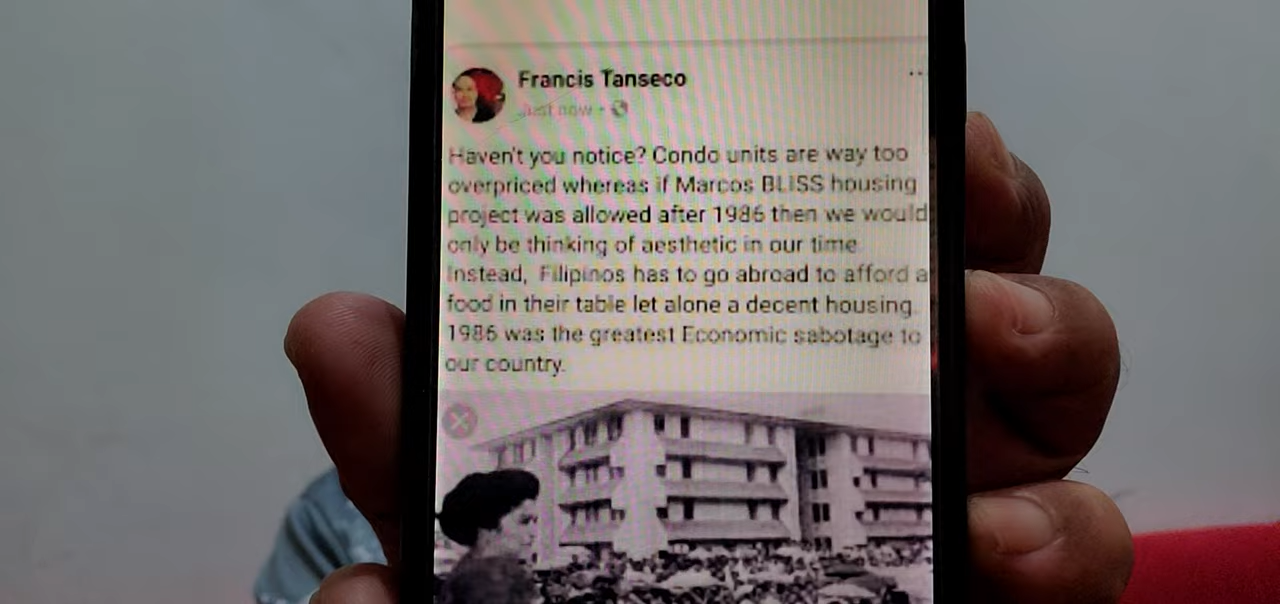 Francis Tanseco
Just now
Haven't you notice? Condo units are way too
overpriced whereas if Marcos BLISS housing
project was allowed after 1986 then we would
only be thinking of aesthetic in our time.
Instead, Filipinos has to go abroad to afford a
food in their table let alone a decent housing.
1986 was the greatest Economic sabotage to
our country.